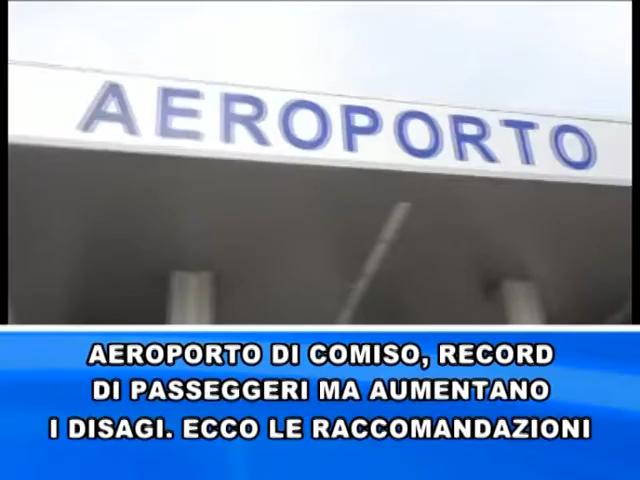 AEROPORTO
AEROPORTO DI COMISO, RECORD
DI PASSEGGERI MA AUMENTANO
I DISAGI. ECCO LE RACCOMANDAZIONI